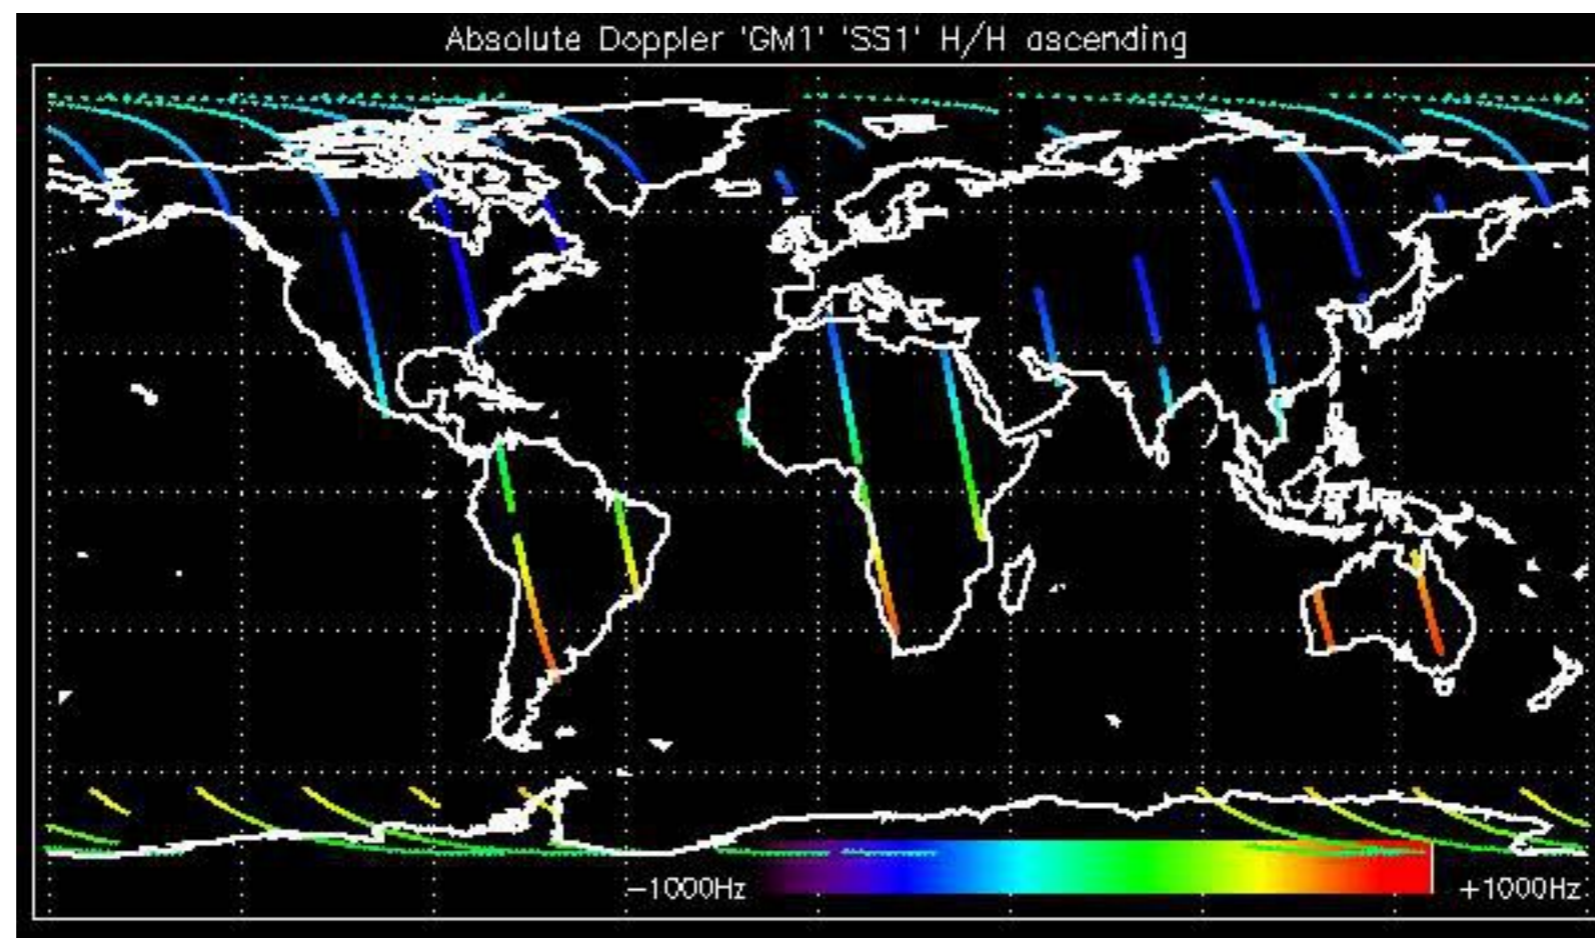 Absolute Doppler 'GM1' 'SS1' H/H ascending
−1000Hz
+1000Hz